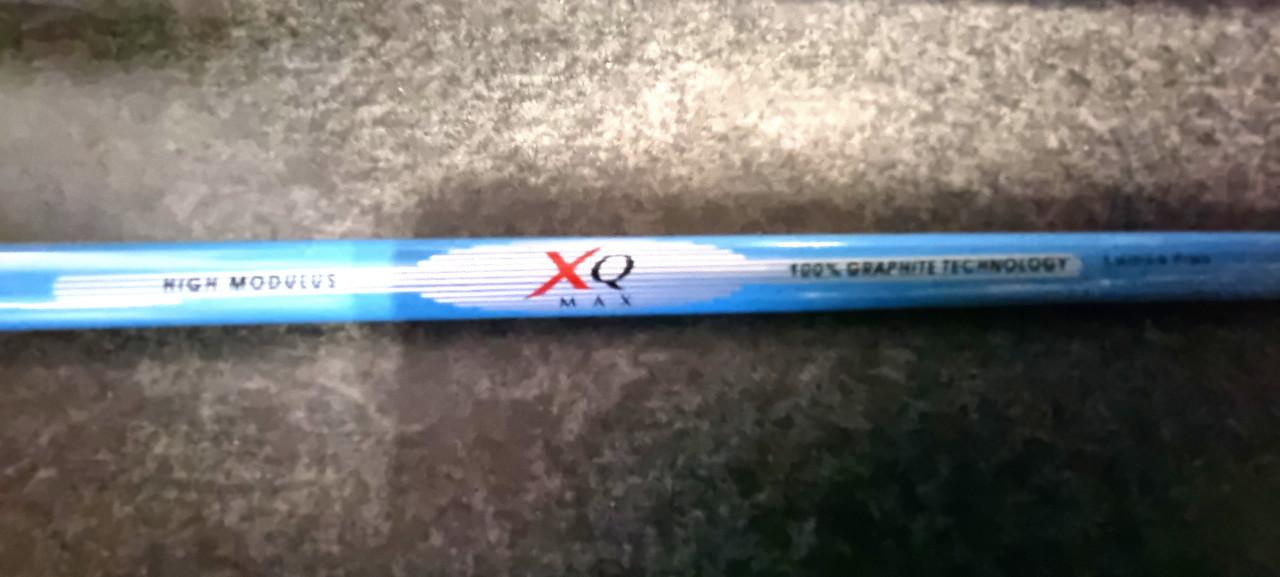 HIGH MODULUS
XQ
MAX
100% GRAPHITE TECHNOLOGY